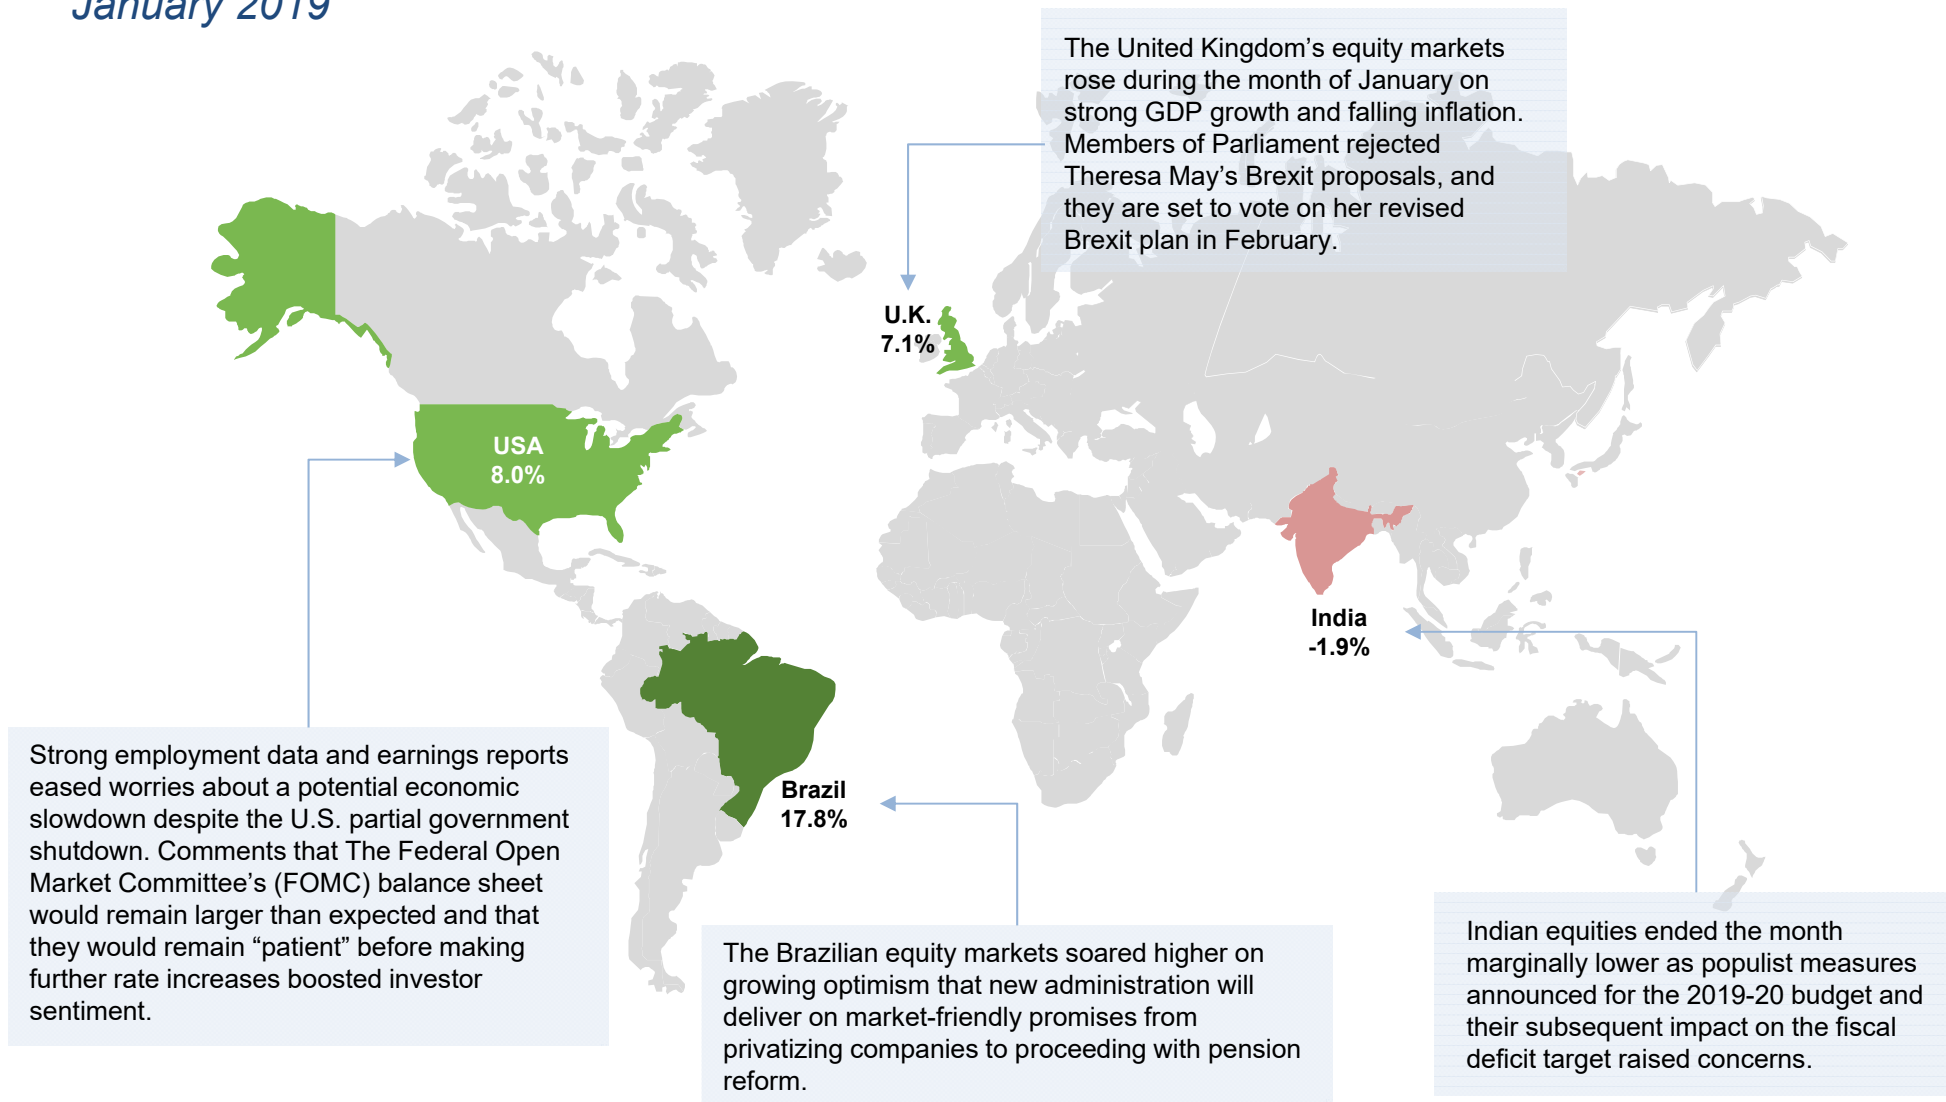 January 2019
The United Kingdom’s equity markets
rose during the month of January on
strong GDP growth and falling inflation.
Members of Parliament rejected
Theresa May’s Brexit proposals, and
they are set to vote on her revised
Brexit plan in February.
U.K.
7.1%
USA
8.0%
India
-1.9%
Brazil
17.8%
Strong employment data and earnings reports
eased worries about a potential economic
slowdown despite the U.S. partial government
shutdown. Comments that The Federal Open
Market Committee’s (FOMC) balance sheet
would remain larger than expected and that
they would remain “patient” before making
further rate increases boosted investor
sentiment.
The Brazilian equity markets soared higher on
growing optimism that new administration will
deliver on market-friendly promises from
privatizing companies to proceeding with pension
reform.
Indian equities ended the month
marginally lower as populist measures
announced for the 2019-20 budget and
their subsequent impact on the fiscal
deficit target raised concerns.